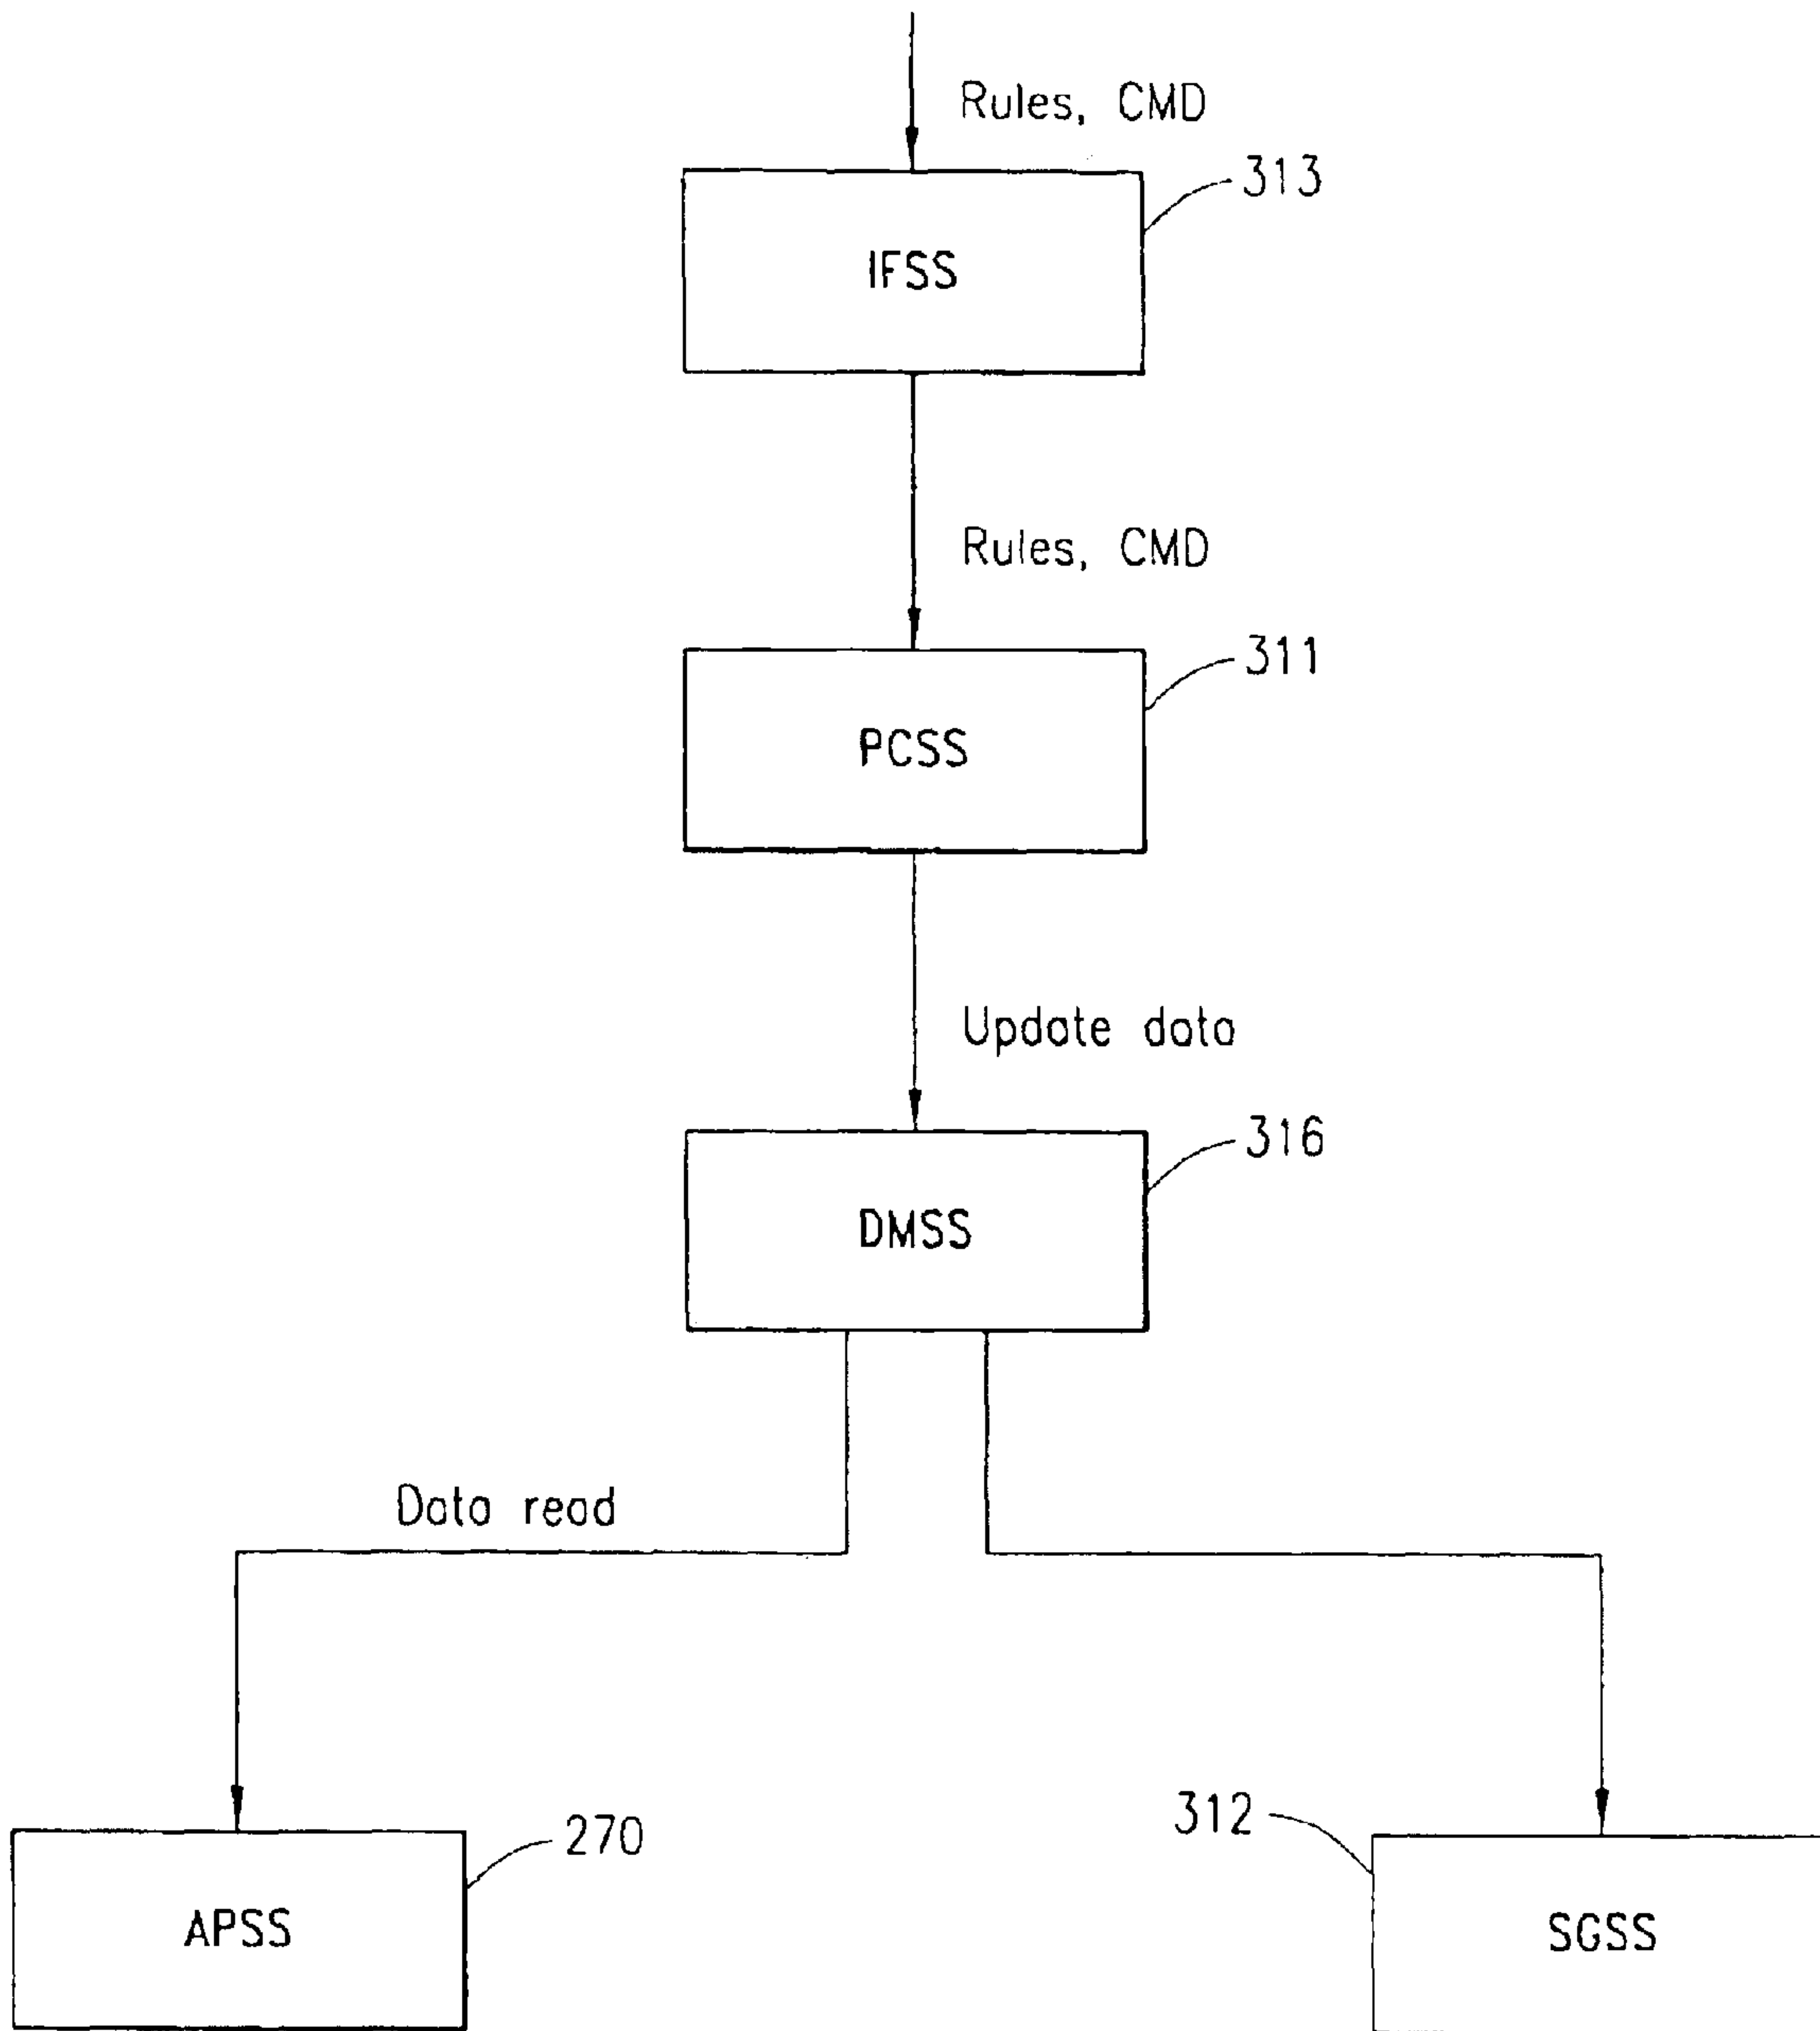 Rules, CMD
313
IFSS
Rules, CMD
311
PCSS
Update data
316
DMSS
Data read
270
312
APSS
SGSS